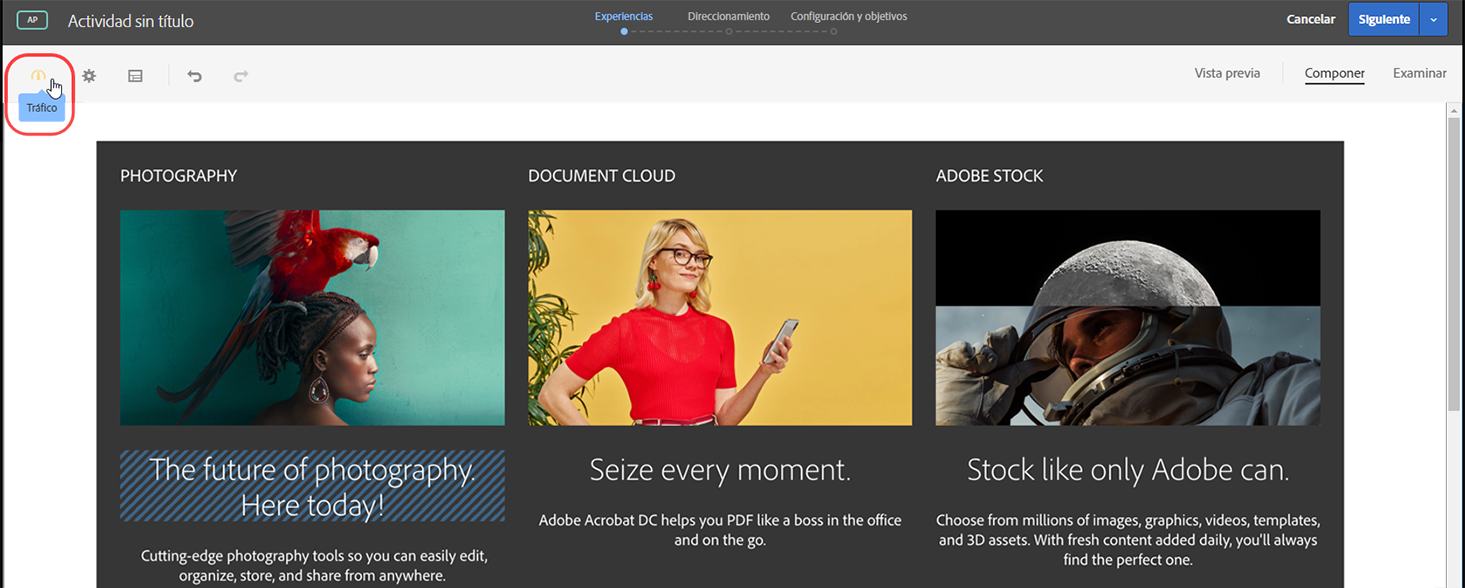 AP
Actividad sin título
Experiencias
Direccionamiento
Configuración y objetivos
Cancelar
Siguiente
Tráfico
Vista previa
Componer
Examinar
PHOTOGRAPHY
DOCUMENT CLOUD
ADOBE STOCK
The future of photography.
Here today!
Cutting-edge photography tools so you can easily edit,
organize, store, and share from anywhere.
Seize every moment.
Adobe Acrobat DC helps you PDF like a boss in the office
and on the go.
Stock like only Adobe can.
Choose from millions of images, graphics, videos, templates,
and 3D assets. With fresh content added daily, you'll always
find the perfect one.